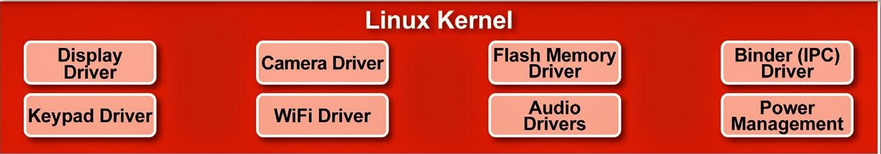 Linux Kernel
Display
Driver
Camera Driver
Flash Memory
Driver
Binder (IPC)
Driver
Keypad Driver
WiFi Driver
Audio
Drivers
Power
Management